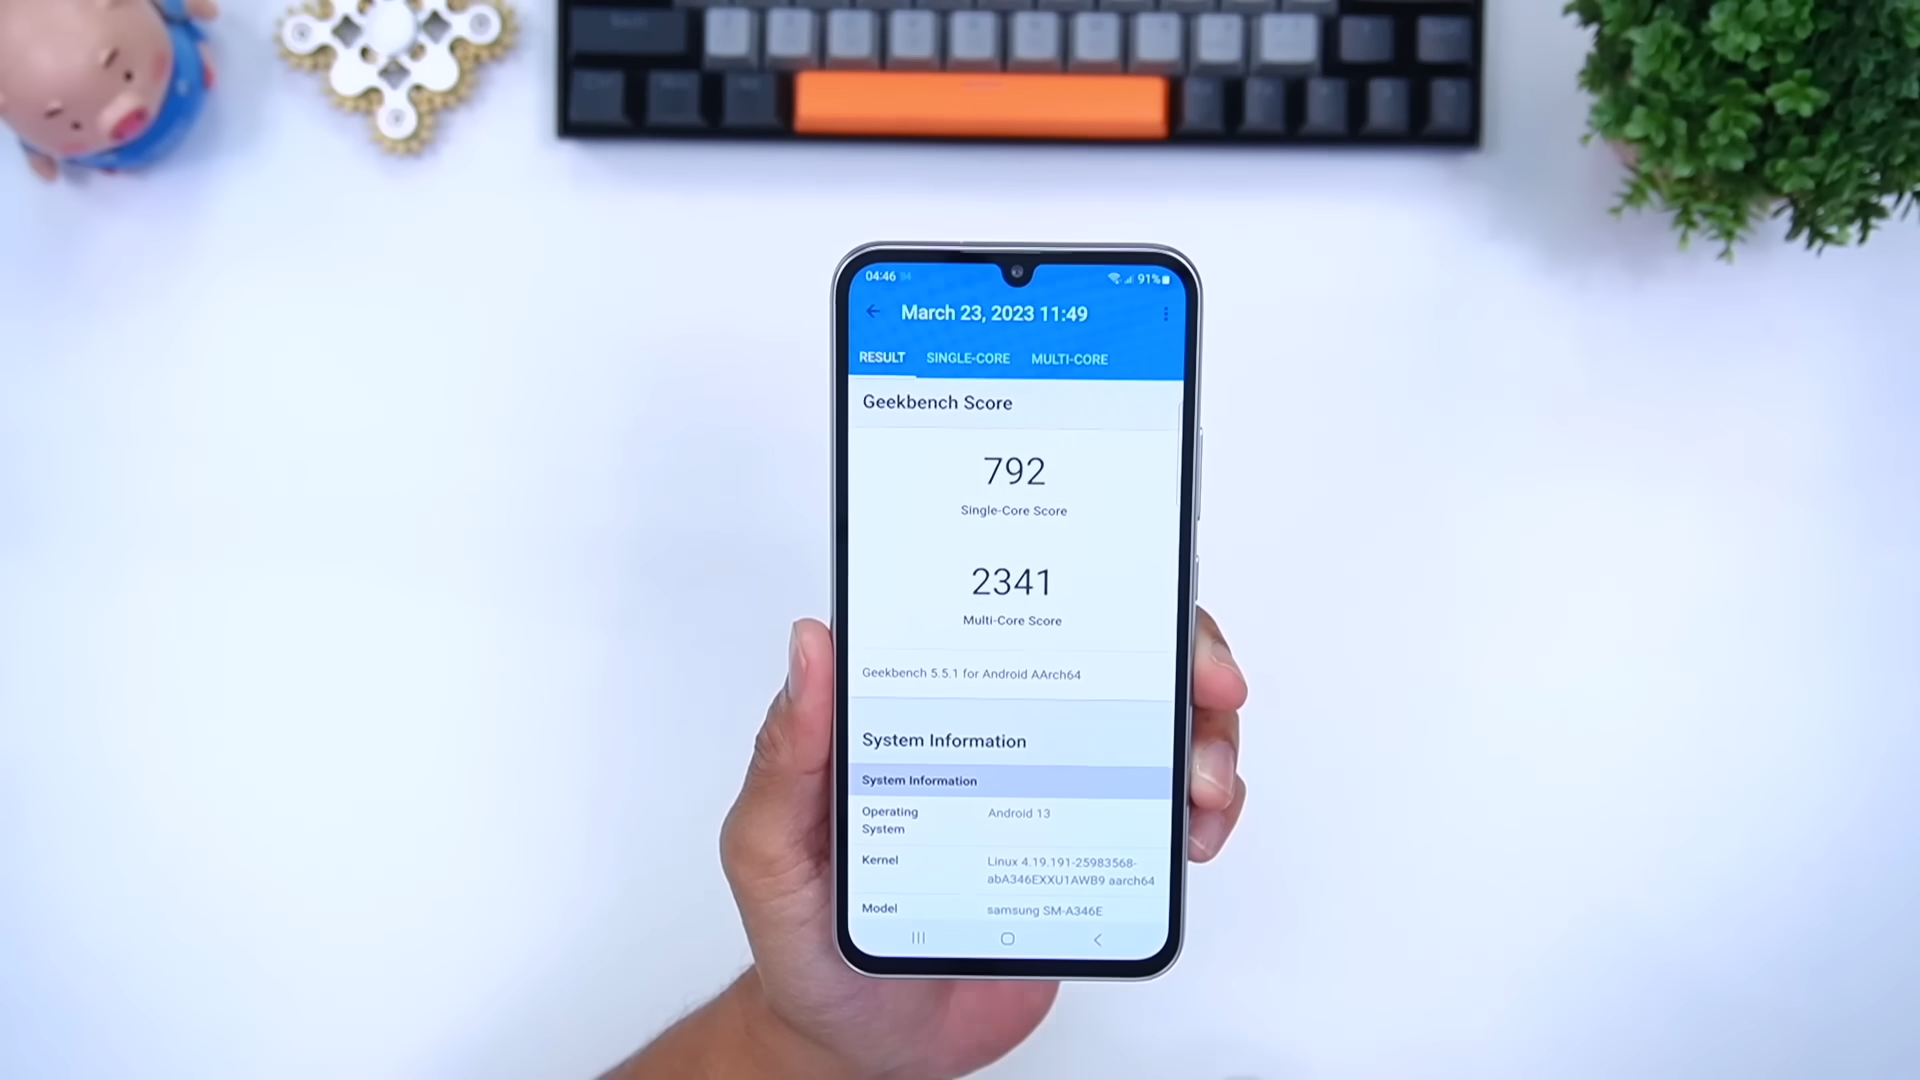 04:46
91%
March 23, 2023 11:49
RESULT SINGLE-CORE MULTI-CORE
Geekbench Score
792
Single-Core Score
2341
Multi-Core Score
Geekbench 5.5.1 for Android AArch64
System Information
System Information
Operating System Android 13
Kernel Linux 4.19.191-25983568-
abA346EXXU1AWB9 aarch64
Model samsung SM-A346E